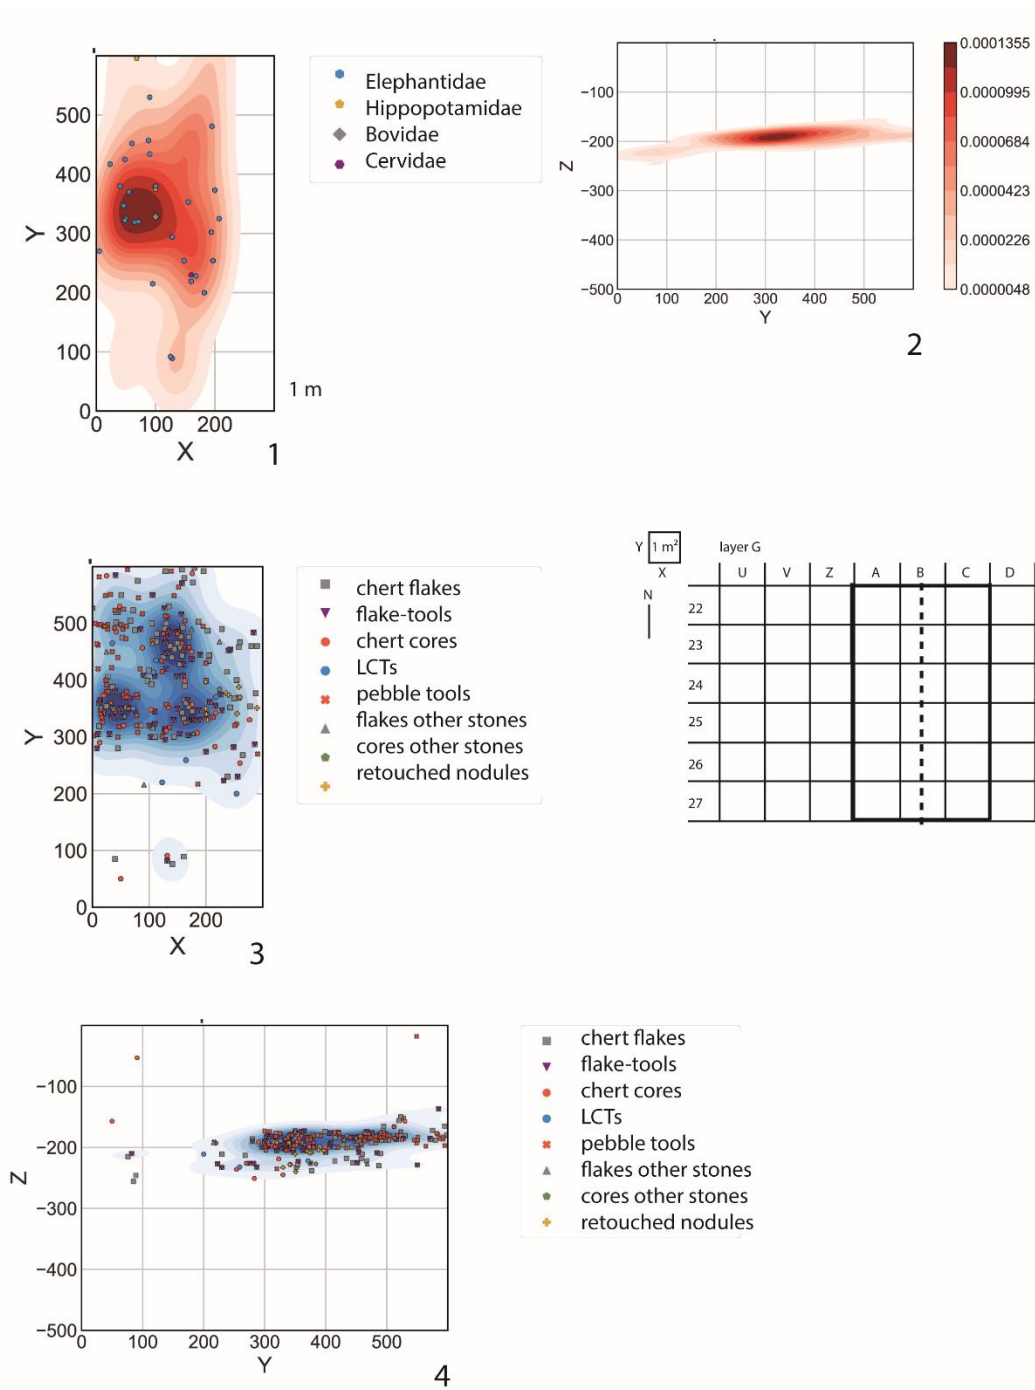 500
400
300
200
100
0
Y
0 100 200
X
1
1 m
Elephantidae
Hippopotamidae
Bovidae
Cervidae
−100
−200
−300
−400
−500
Z
0 100 200 300 400 500
Y
2
0.0001355
0.0000995
0.0000684
0.0000423
0.0000226
0.0000048
500
400
300
200
100
0
Y
0 100 200
X
3
chert flakes
flake-tools
chert cores
LCTs
pebble tools
flakes other stones
cores other stones
retouched nodules
Y 1 m² layer G
X U V Z A B C D
N
22
23
24
25
26
27
−100
−200
−300
−400
−500
Z
0 100 200 300 400 500
Y
4
chert flakes
flake-tools
chert cores
LCTs
pebble tools
flakes other stones
cores other stones
retouched nodules